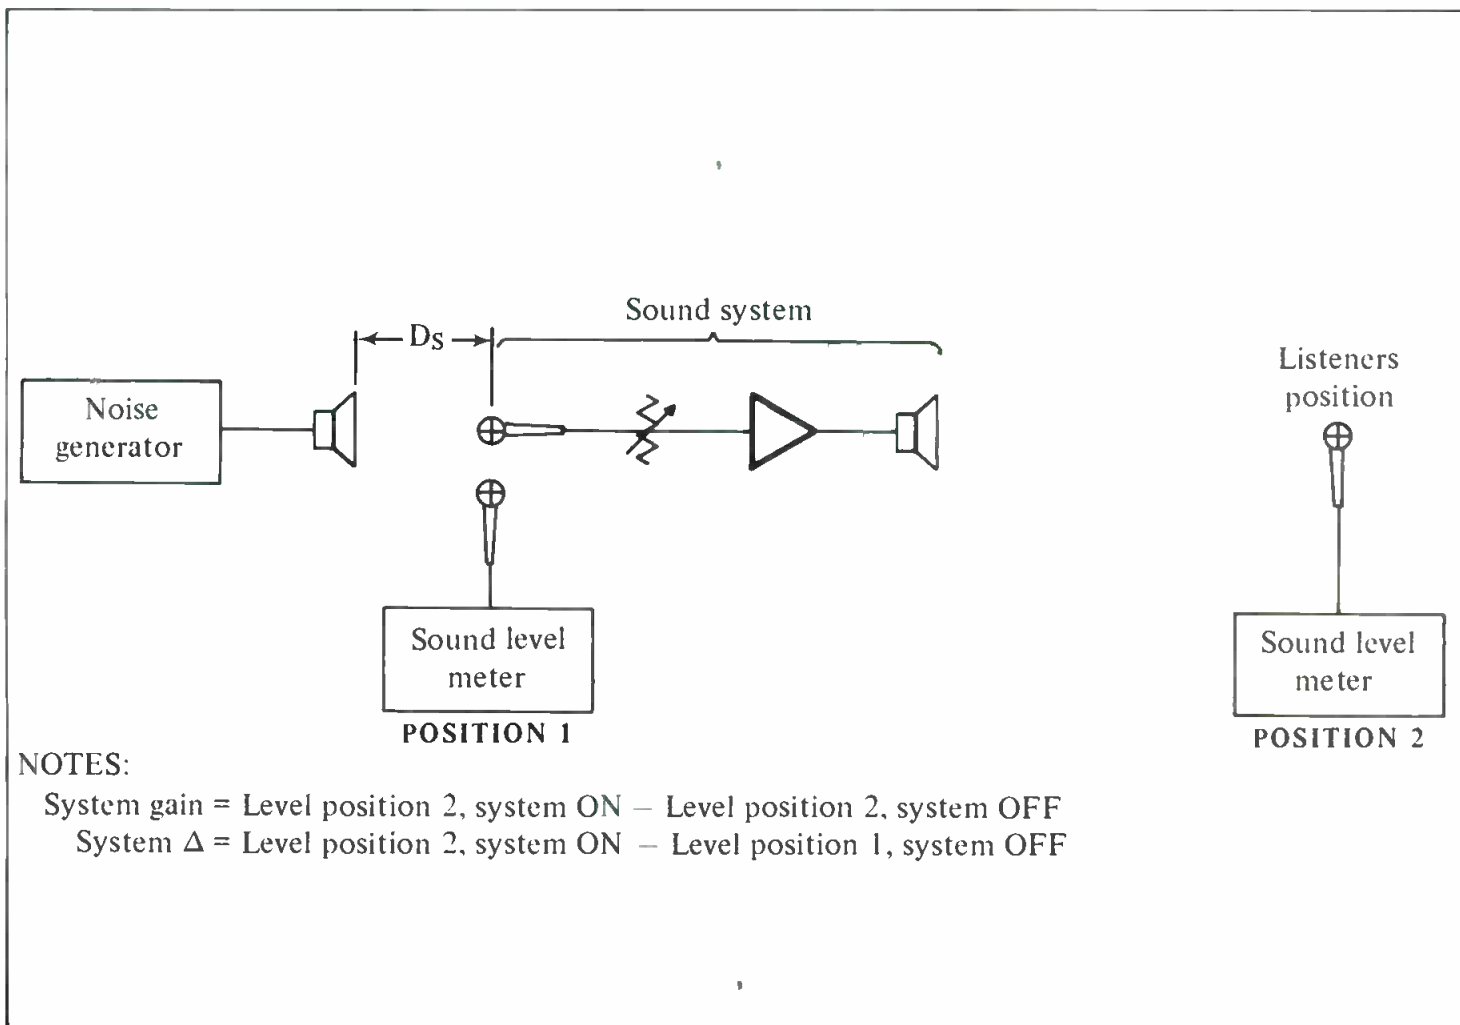 Sound system
Ds
Listeners
position
Noise
generator
Sound level
meter
POSITION 1
Sound level
meter
POSITION 2
NOTES:
System gain = Level position 2, system ON – Level position 2, system OFF
System Δ = Level position 2, system ON – Level position 1, system OFF